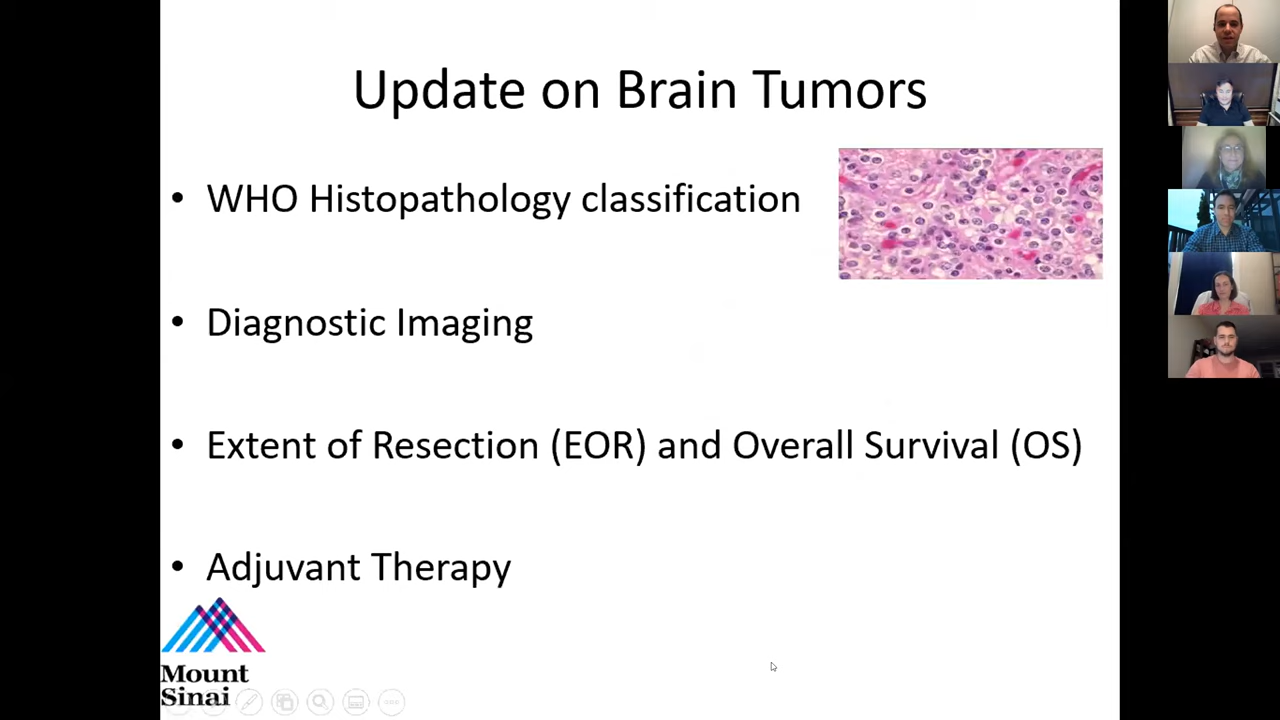 Update on Brain Tumors
• WHO Histopathology classification
• Diagnostic Imaging
• Extent of Resection (EOR) and Overall Survival (OS)
• Adjuvant Therapy
Mount
Sinai